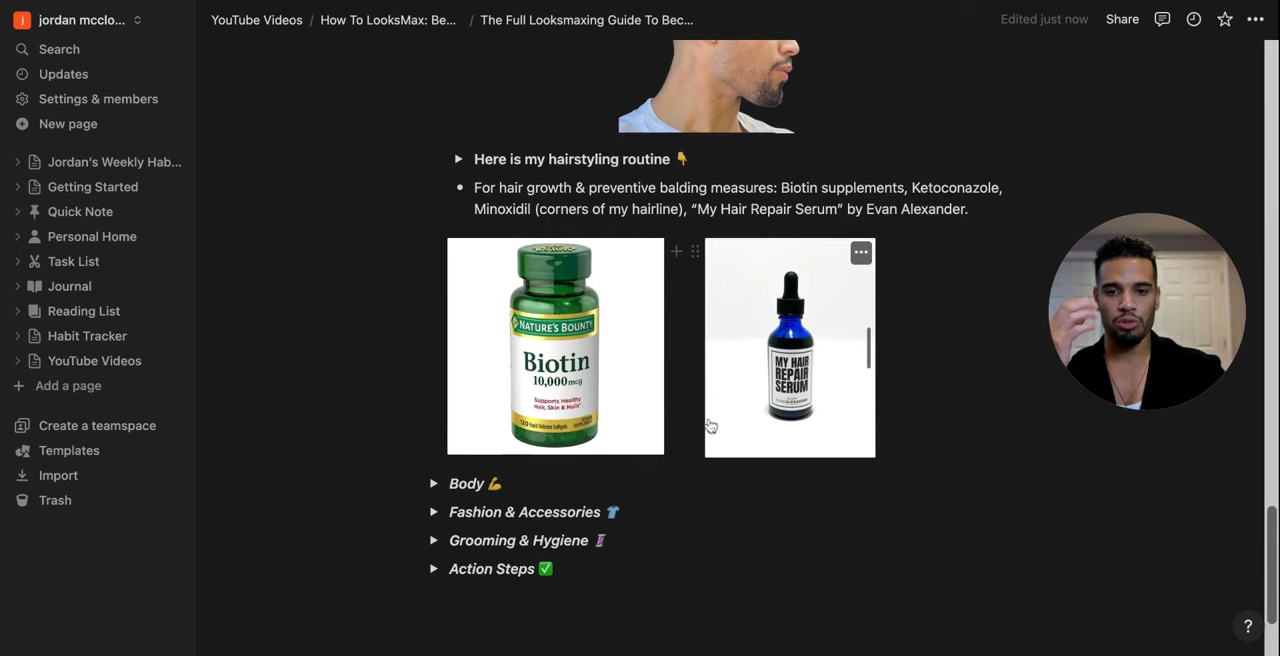 j jordan mcclo...
YouTube Videos / How To LooksMax: Be... / The Full Looksmaxing Guide To Bec...
Edited just now Share
Search
Updates
Settings & members
New page
Jordan's Weekly Hab...
Getting Started
Quick Note
Personal Home
Task List
Journal
Reading List
Habit Tracker
YouTube Videos
Add a page
Create a teamspace
Templates
Import
Trash
Here is my hairstyling routine 👇
For hair growth & preventive balding measures: Biotin supplements, Ketoconazole,
Minoxidil (corners of my hairline), “My Hair Repair Serum” by Evan Alexander.
NATURE'S BOUNTY
Biotin
10,000 mcg
Supports Healthy
Hair, Skin & Nails*
120 Rapid Release Softgels
MY HAIR
REPAIR
SERUM
Body 💪
Fashion & Accessories 👕
Grooming & Hygiene 💈
Action Steps ✅
?